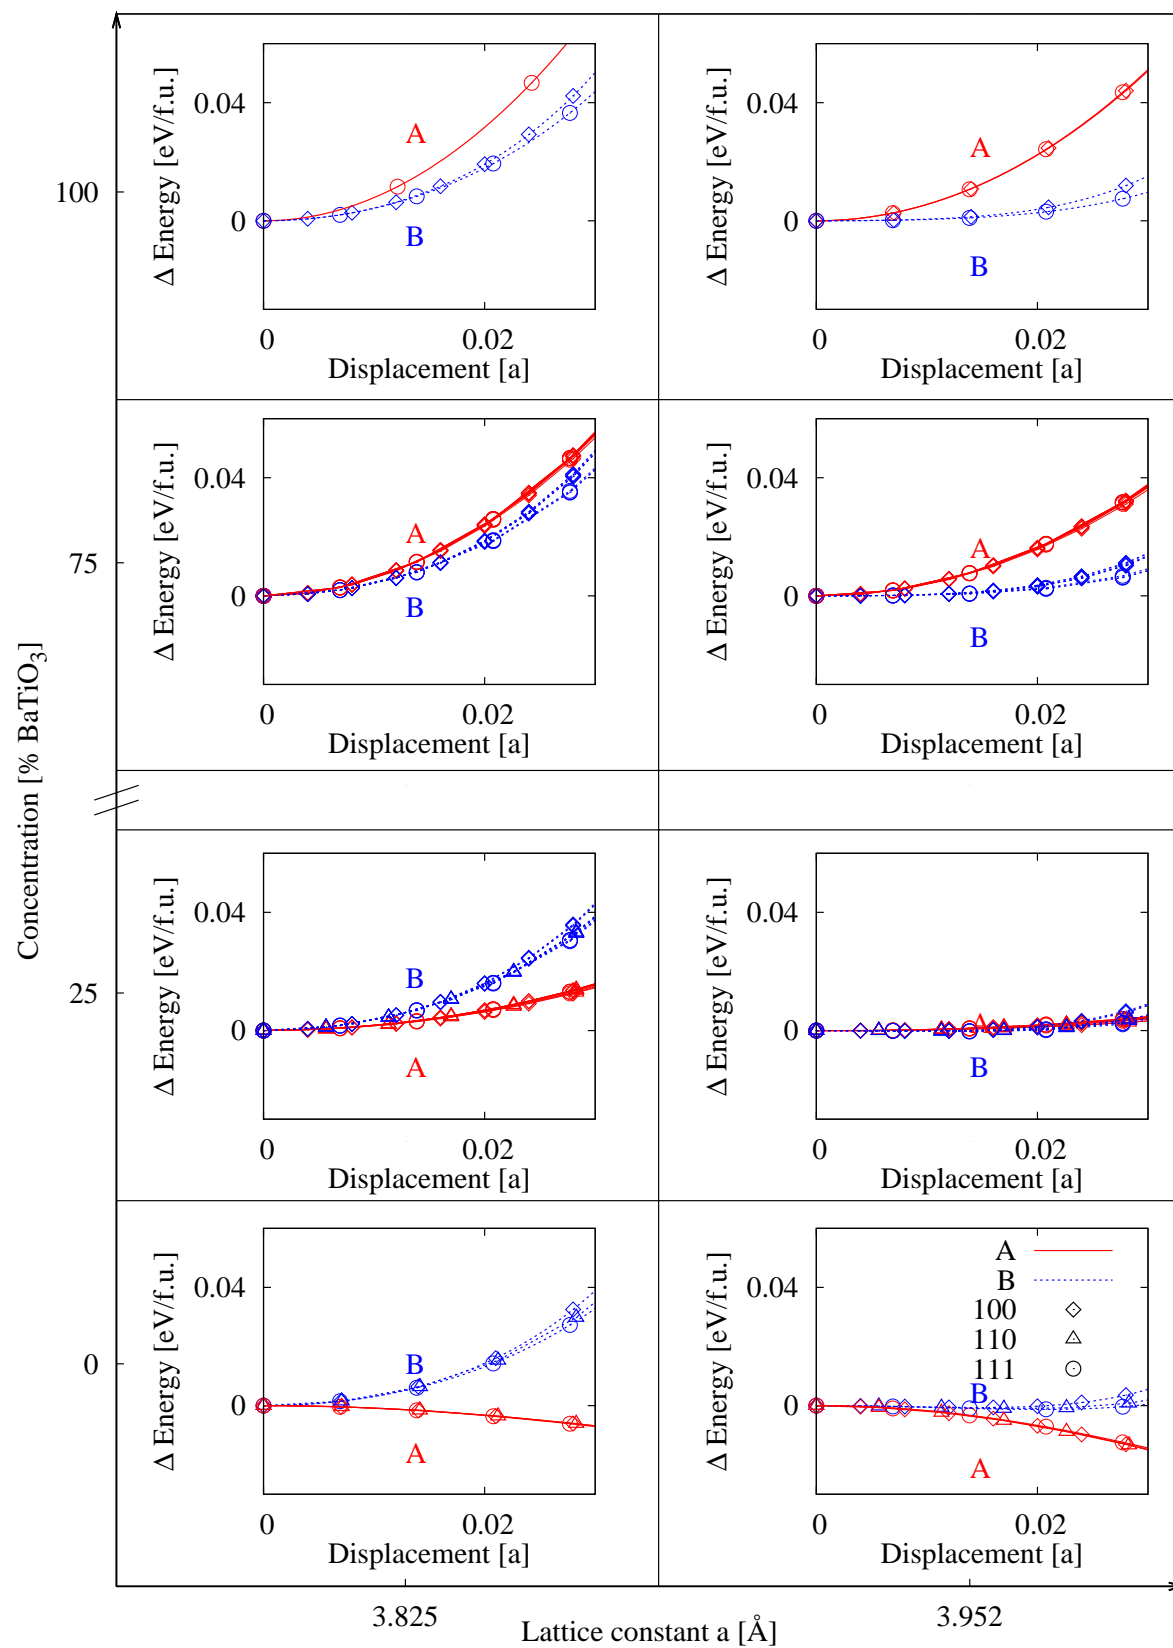 Concentration [% BaTiO3]
100
Δ Energy [eV/f.u.]
0.04
0
A
B
0
0.02
Displacement [a]
Δ Energy [eV/f.u.]
0.04
0
A
B
0
0.02
Displacement [a]
75
Δ Energy [eV/f.u.]
0.04
0
A
B
0
0.02
Displacement [a]
Δ Energy [eV/f.u.]
0.04
0
A
B
0
0.02
Displacement [a]
25
Δ Energy [eV/f.u.]
0.04
0
B
A
0
0.02
Displacement [a]
Δ Energy [eV/f.u.]
0.04
0
A
B
0
0.02
Displacement [a]
0
Δ Energy [eV/f.u.]
0.04
0
B
A
0
0.02
Displacement [a]
Δ Energy [eV/f.u.]
0.04
0
A
B
100
110
111
B
A
0
0.02
Displacement [a]
3.825
3.952
Lattice constant a [Å]